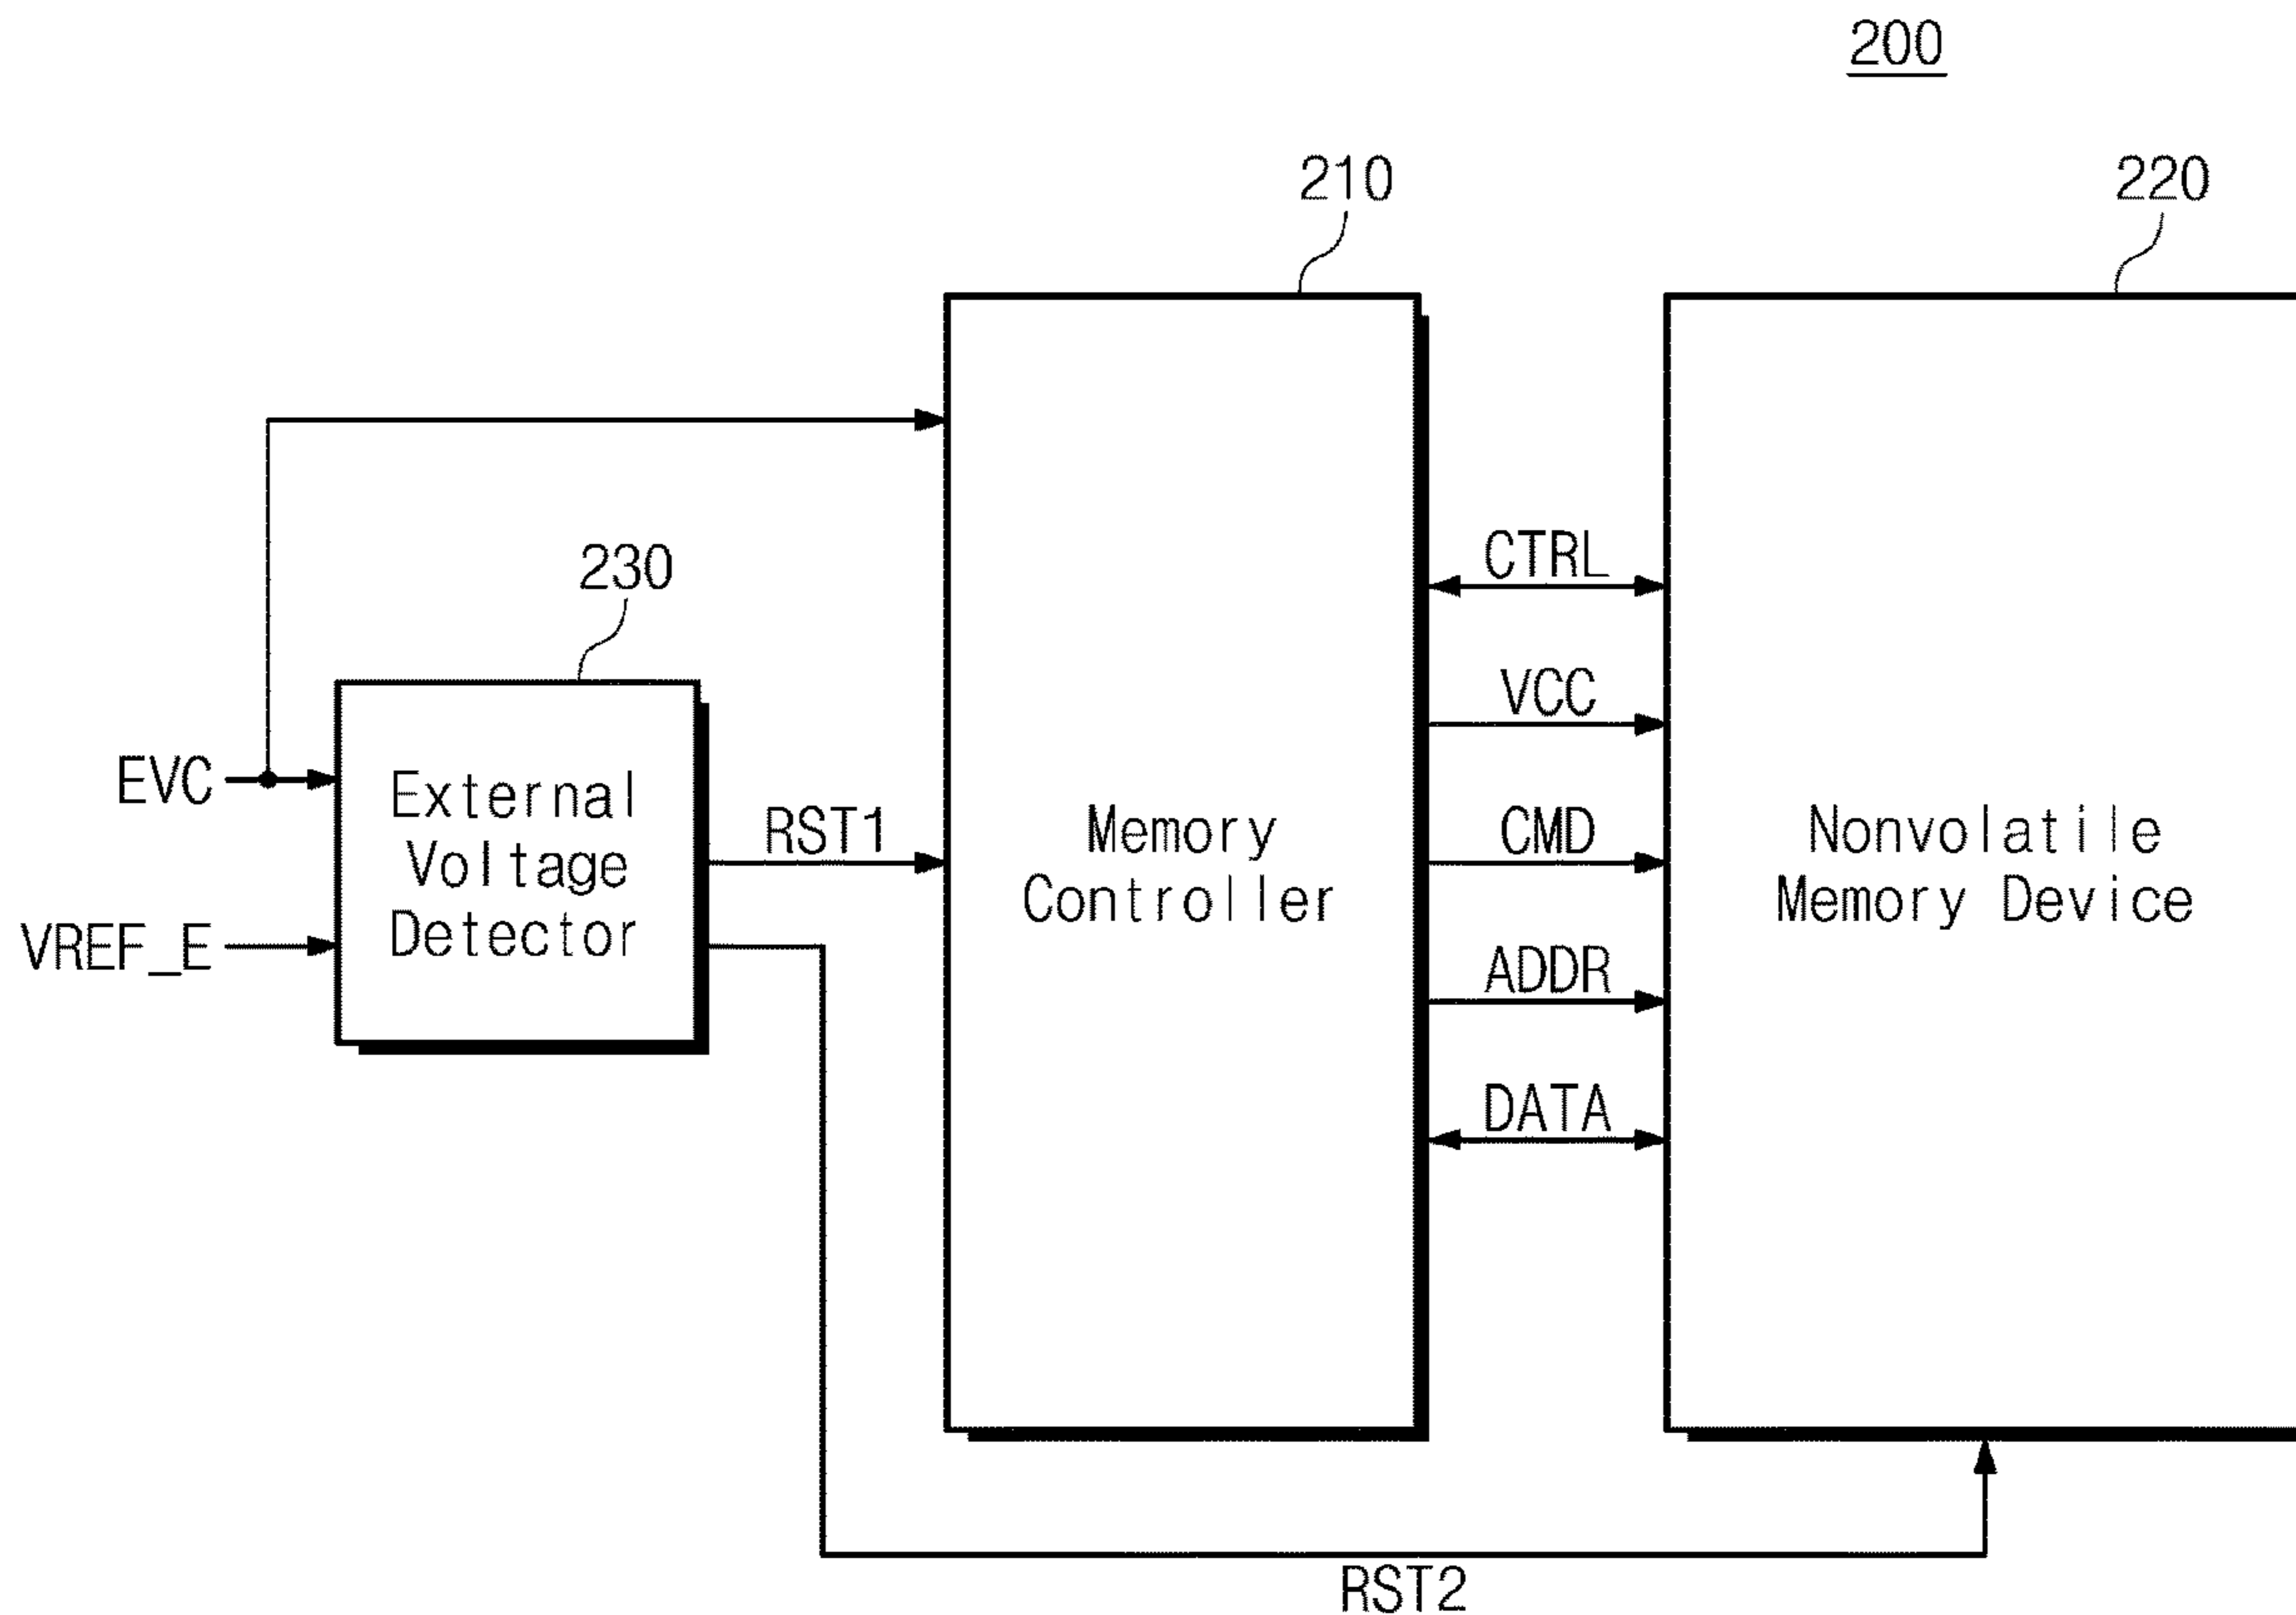 200
210
220
230
CTRL
VCC
CMD
ADDR
DATA
EVC
VREF_E
External
Voltage
Detector
RST1
Memory
Controller
Nonvolatile
Memory Device
RST2